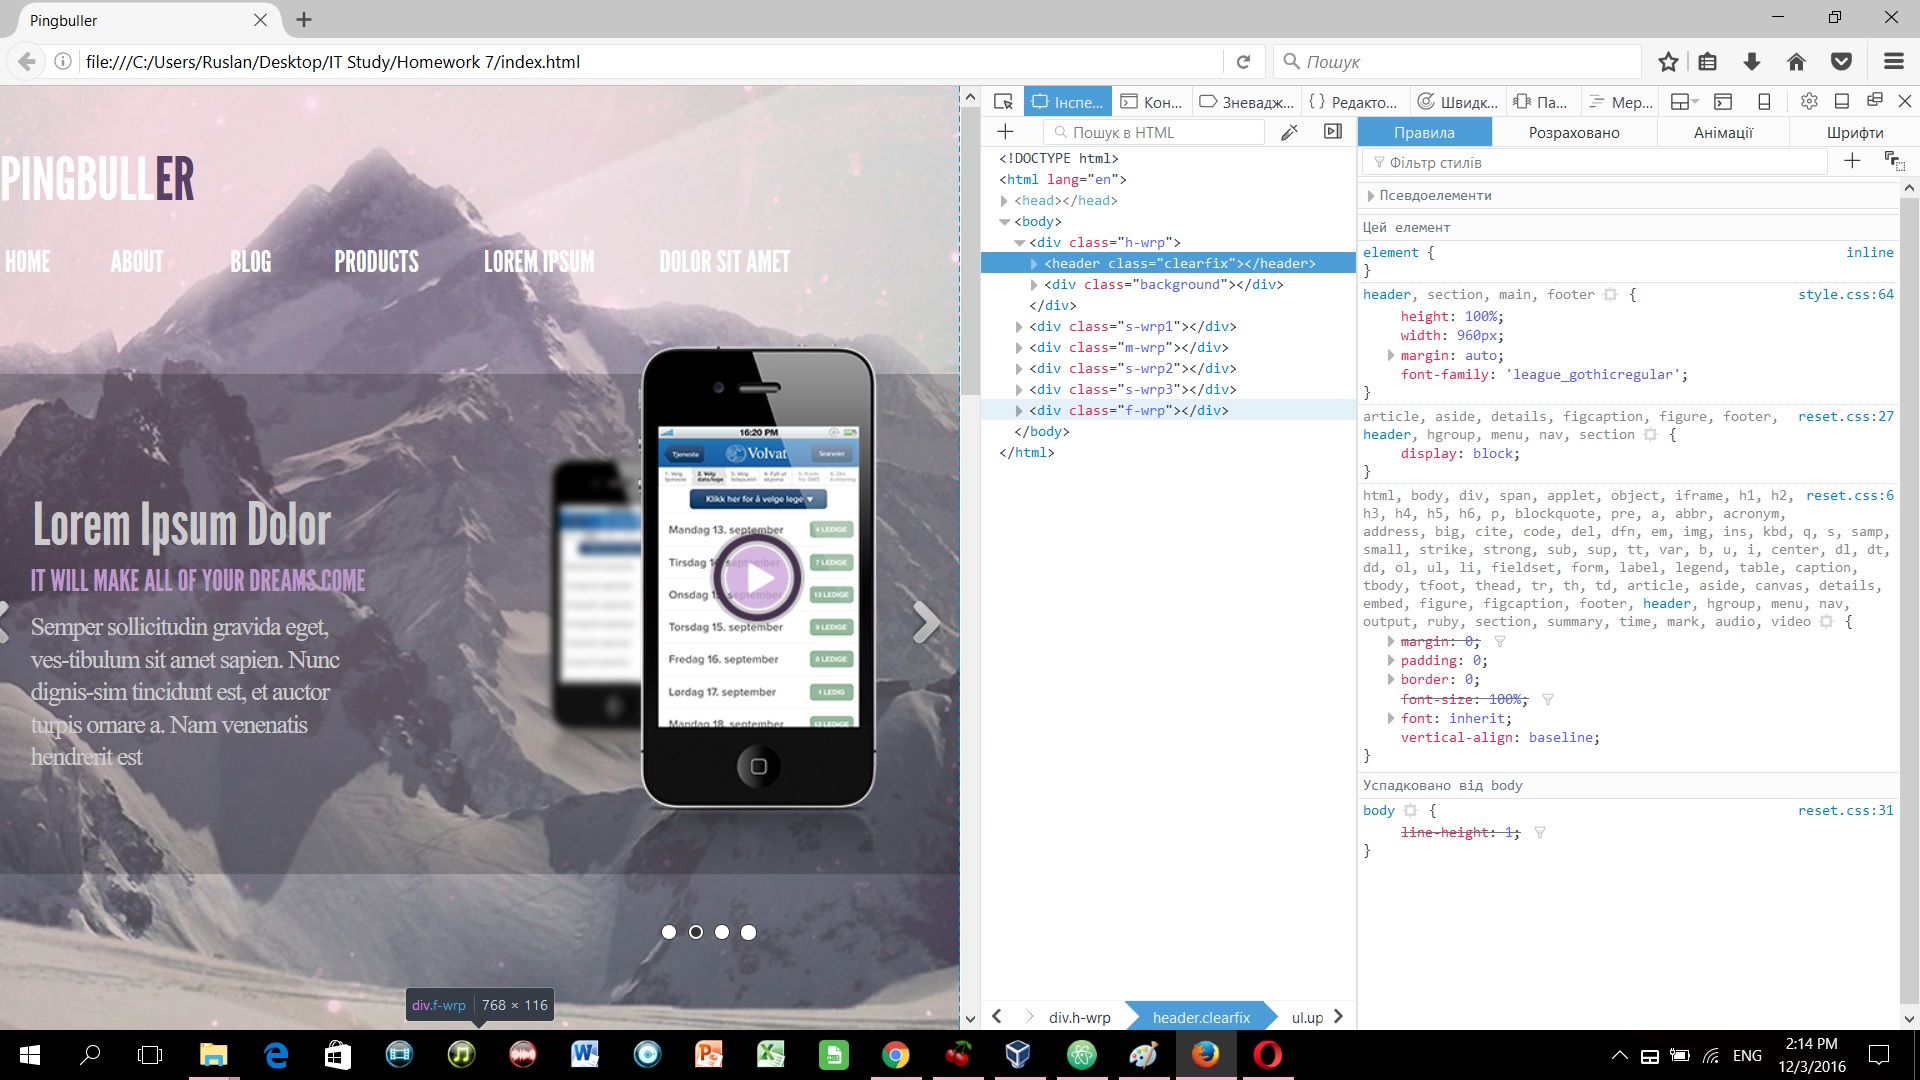 Pingbuller
file:///C:/Users/Ruslan/Desktop/IT Study/Homework 7/index.html
Пошук
PINGBULLER
HOME ABOUT BLOG PRODUCTS LOREM IPSUM DOLOR SIT AMET
16:20 PM
Tjeneste Volvat
Klikk her for å velge lege
Mandag 13. september 4 LEDIGE
Tirsdag 7 LEDIGE
Onsdag 13 LEDIGE
Torsdag 15. september
Fredag 16. september
Lørdag 17. september 1 LEDIG
Mandag 18. september
Lorem Ipsum Dolor
IT WILL MAKE ALL OF YOUR DREAMS COME
Semper sollicitudin gravida eget,
ves-tibulum sit amet sapien. Nunc
dignis-sim tincidunt est, et auctor
turpis ornare a. Nam venenatis
hendrerit est
div.f-wrp 768 × 116
Інспе... Кон... Зневадж... Редакто... Швидк... Па... Мер...
Пошук в HTML
<!DOCTYPE html>
<html lang="en">
<head></head>
<body>
<div class="h-wrp">
<header class="clearfix"></header>
<div class="background"></div>
</div>
<div class="s-wrp1"></div>
<div class="m-wrp"></div>
<div class="s-wrp2"></div>
<div class="s-wrp3"></div>
<div class="f-wrp"></div>
</body>
</html>
div.h-wrp header.clearfix ul.up
Правила Розраховано Анімації Шрифти
Фільтр стилів
Псевдоелементи
Цей елемент
element { inline
}
header, section, main, footer { style.css:64
height: 100%;
width: 960px;
margin: auto;
font-family: 'league_gothicregular';
}
article, aside, details, figcaption, figure, footer, reset.css:27
header, hgroup, menu, nav, section {
display: block;
}
html, body, div, span, applet, object, iframe, h1, h2, reset.css:6
h3, h4, h5, h6, p, blockquote, pre, a, abbr, acronym,
address, big, cite, code, del, dfn, em, img, ins, kbd, q, s, samp,
small, strike, strong, sub, sup, tt, var, b, u, i, center, dl, dt,
dd, ol, ul, li, fieldset, form, label, legend, table, caption,
tbody, tfoot, thead, tr, th, td, article, aside, canvas, details,
embed, figure, figcaption, footer, header, hgroup, menu, nav,
output, ruby, section, summary, time, mark, audio, video {
margin: 0;
padding: 0;
border: 0;
font-size: 100%;
font: inherit;
vertical-align: baseline;
}
Успадковано від body
body { reset.css:31
line-height: 1;
}
ENG
2:14 PM
12/3/2016